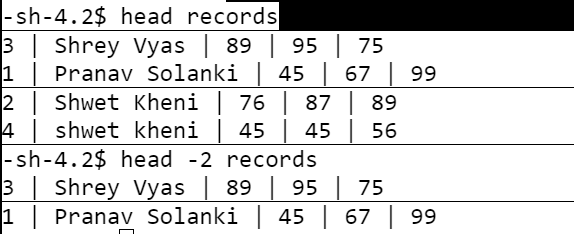 -sh-4.2$ head records
3 | Shrey Vyas | 89 | 95 | 75
1 | Pranav Solanki | 45 | 67 | 99
2 | Shwet Kheni | 76 | 87 | 89
4 | shwet kheni | 45 | 45 | 56
-sh-4.2$ head -2 records
3 | Shrey Vyas | 89 | 95 | 75
1 | Pranav Solanki | 45 | 67 | 99